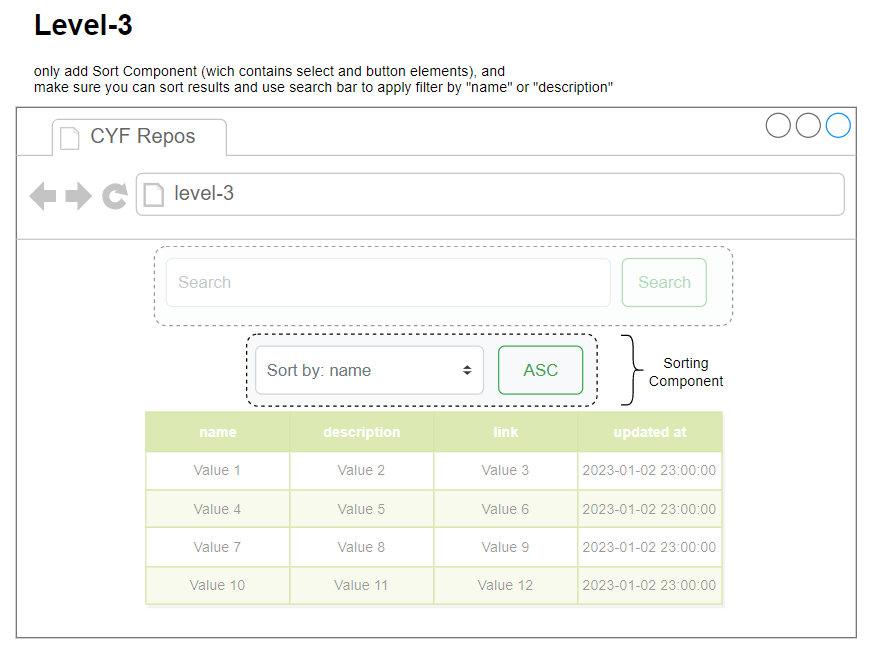 Level-3
only add Sort Component (wich contains select and button elements), and
make sure you can sort results and use search bar to apply filter by "name" or "description"
CYF Repos
level-3
Search Search
Sort by: name ASC
Sorting
Component
name description link updated at
Value 1 Value 2 Value 3 2023-01-02 23:00:00
Value 4 Value 5 Value 6 2023-01-02 23:00:00
Value 7 Value 8 Value 9 2023-01-02 23:00:00
Value 10 Value 11 Value 12 2023-01-02 23:00:00